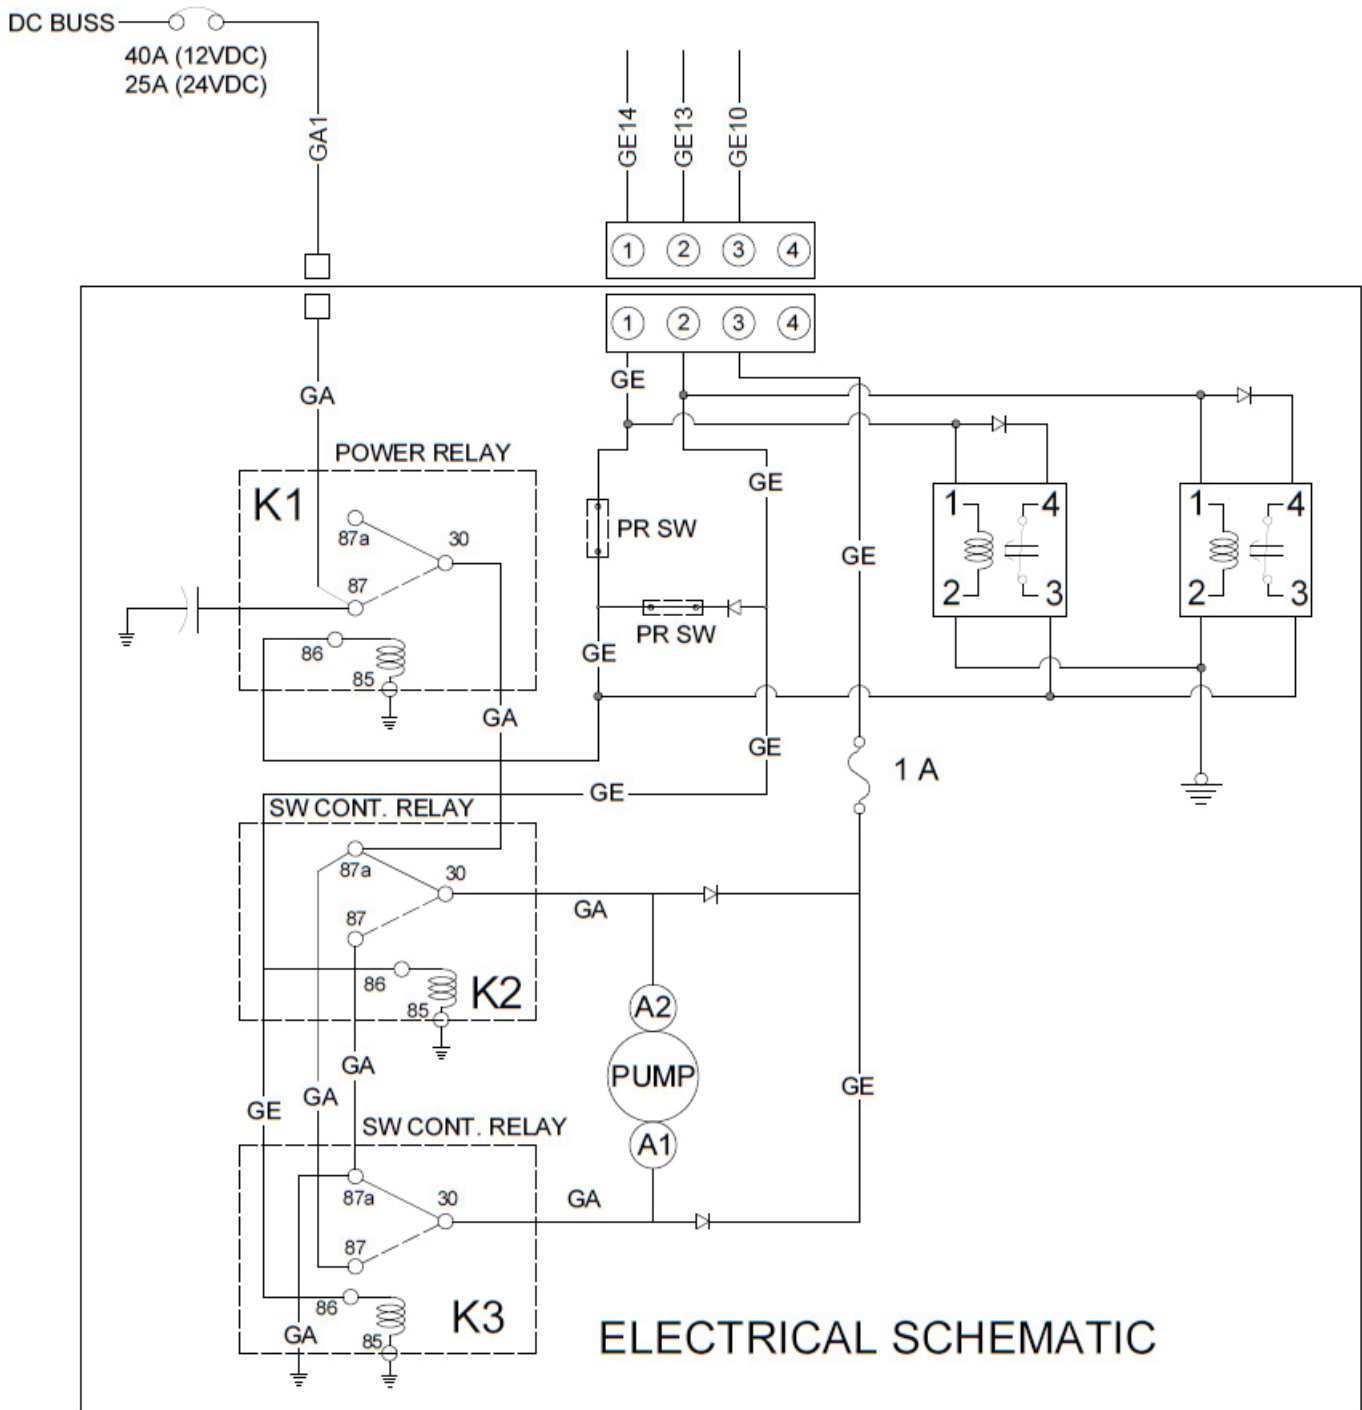 DC BUSS
40A (12VDC)
25A (24VDC)
GA1
GE14
GE13
GE10
1 2 3 4
1 2 3 4
GE
GA
POWER RELAY
K1
87a
30
87
86
85
GA
PR SW
PR SW
GE
GE
GE
GE
GE
1 4
2 3
1 4
2 3
1 A
SW CONT. RELAY
87a
30
87
86
85
K2
GA
GA
GA
GE
A2
PUMP
A1
GE
SW CONT. RELAY
87a
30
87
86
85
K3
GA
GA
ELECTRICAL SCHEMATIC